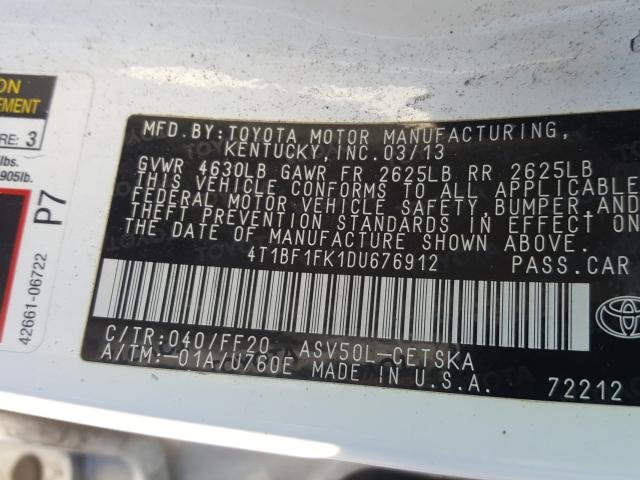 ION
EMENT
RE: 3
lbs.
905lb.
P7
42661-06722
MFD.BY:TOYOTA MOTOR MANUFACTURING,
KENTUCKY,INC.03/13
GVWR 4630LB GAWR FR 2625LB RR 2625LB
THIS VEHICLE CONFORMS TO ALL APPLICABLE
FEDERAL MOTOR VEHICLE SAFETY,BUMPER,AND
THEFT PREVENTION STANDARDS IN EFFECT ON
THE DATE OF MANUFACTURE SHOWN ABOVE.
4T1BF1FK1DU676912 PASS.CAR
C/TR:040/FF20 ASV50L-CETSKA
A/TM:-01A/U760E MADE IN U.S.A. 72212